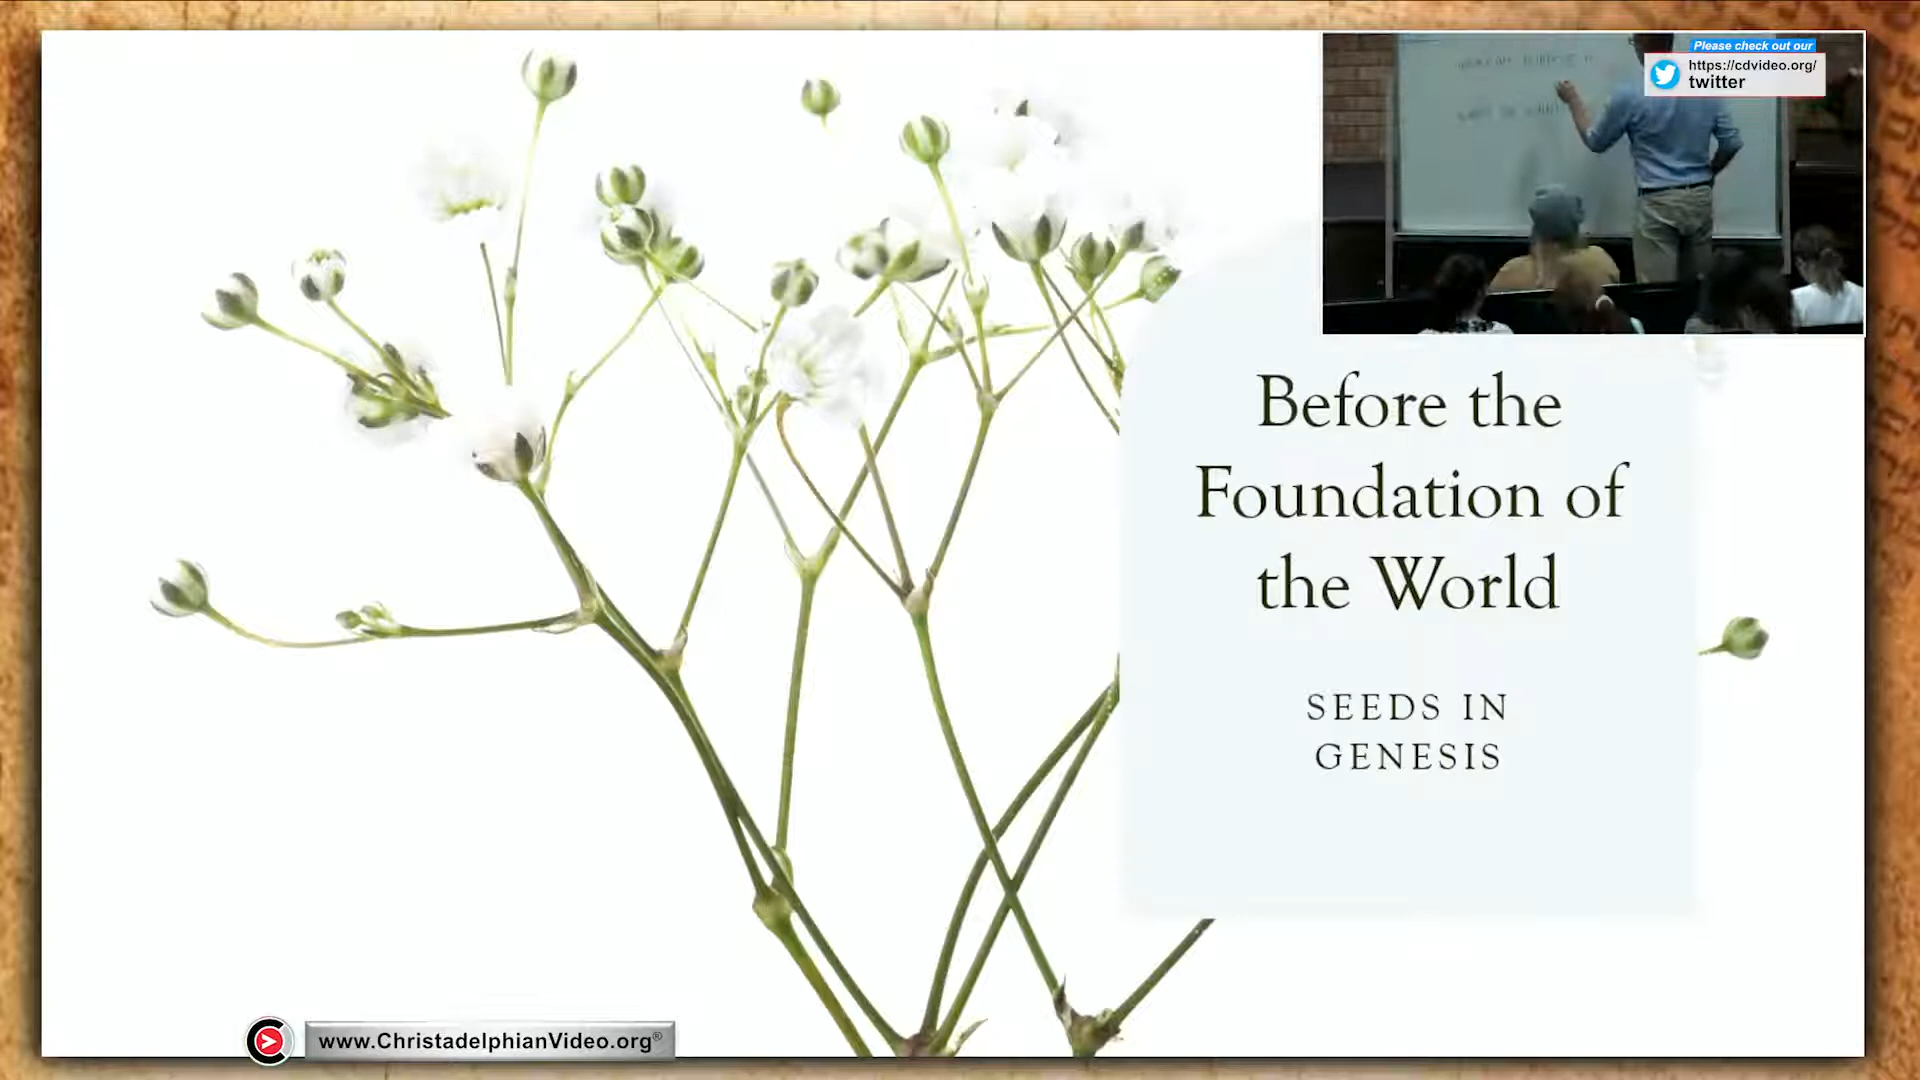 Please check out our
https://cdvideo.org/
twitter
Before the
Foundation of
the World
SEEDS IN
GENESIS
www.ChristadelphianVideo.org®